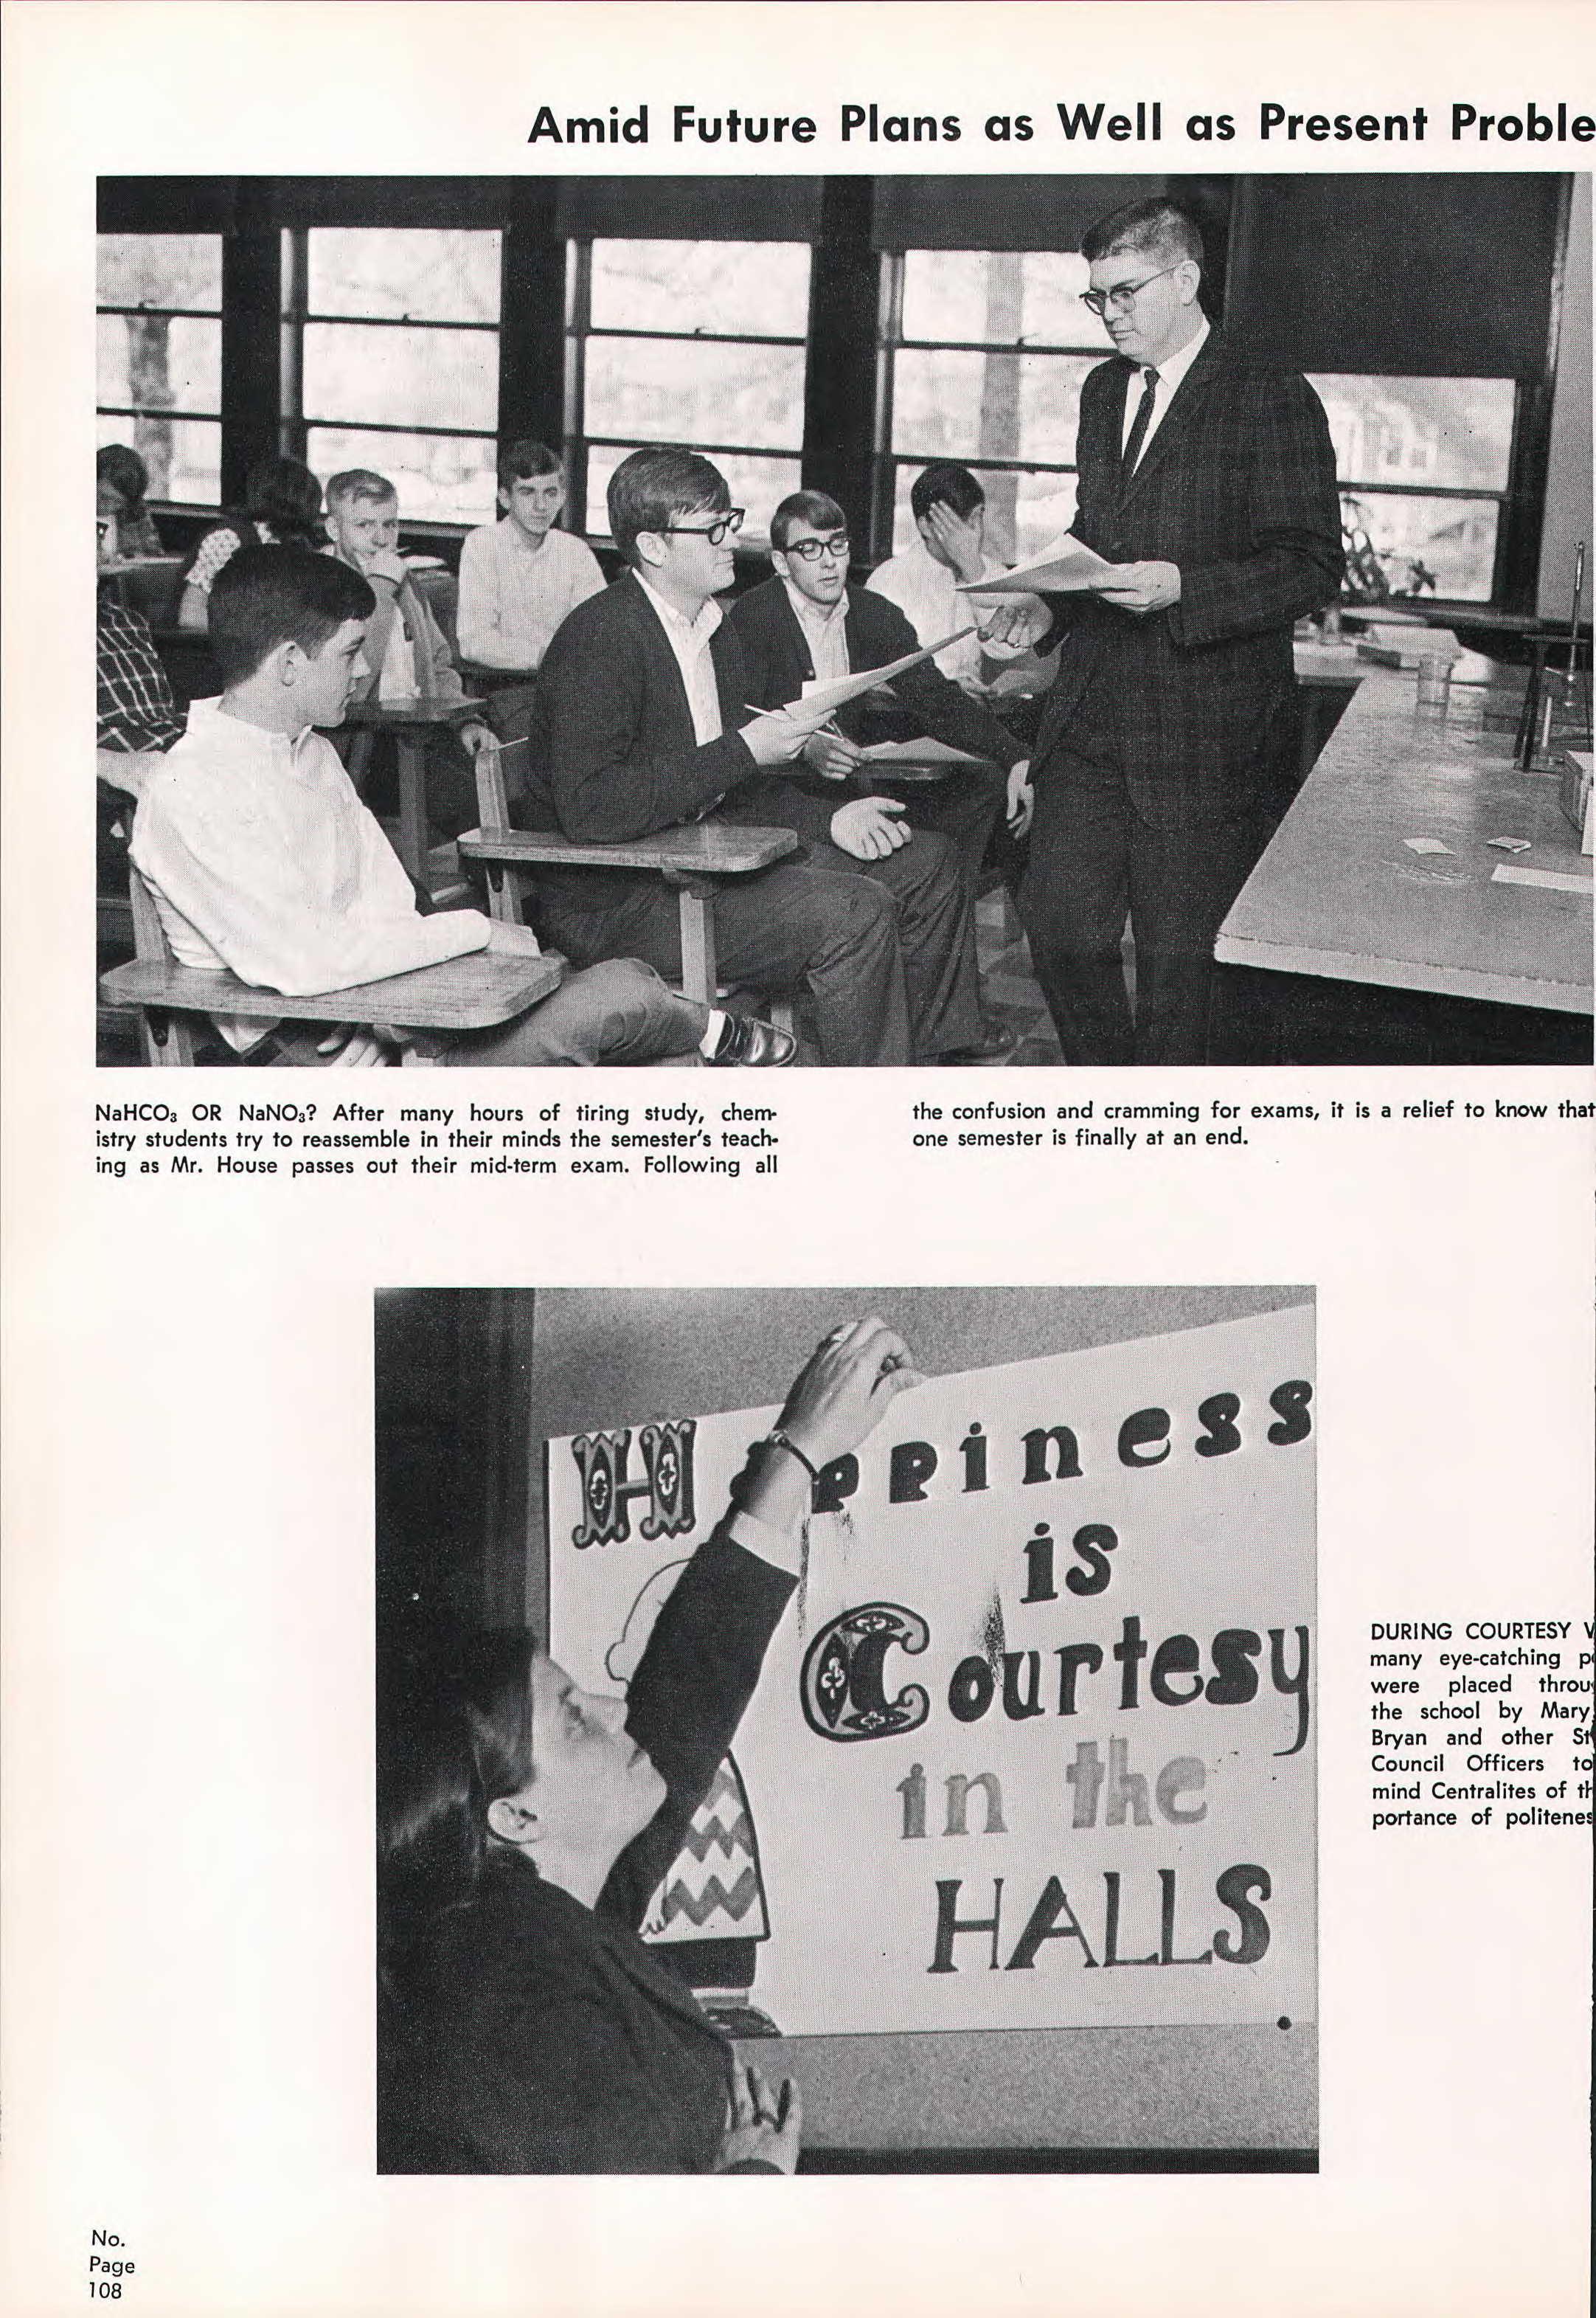 Amid Future Plans as Well as Present
NaHCO₃ OR NaNO₃? After many hours of tiring study, chem-
istry students try to reassemble in their minds the semester's teach-
ing as Mr. House passes out their mid-term exam. Following all
the confusion and cramming for exams, it is a relief to know that
one semester is finally at an end.
ppiness
is
Courtesy
in the
HALLS
DURING COURTESY
many eye-catching
were placed
the school by Mary
Bryan and other
Council Officers to
mind Centralites of
portance of
No.
Page
108